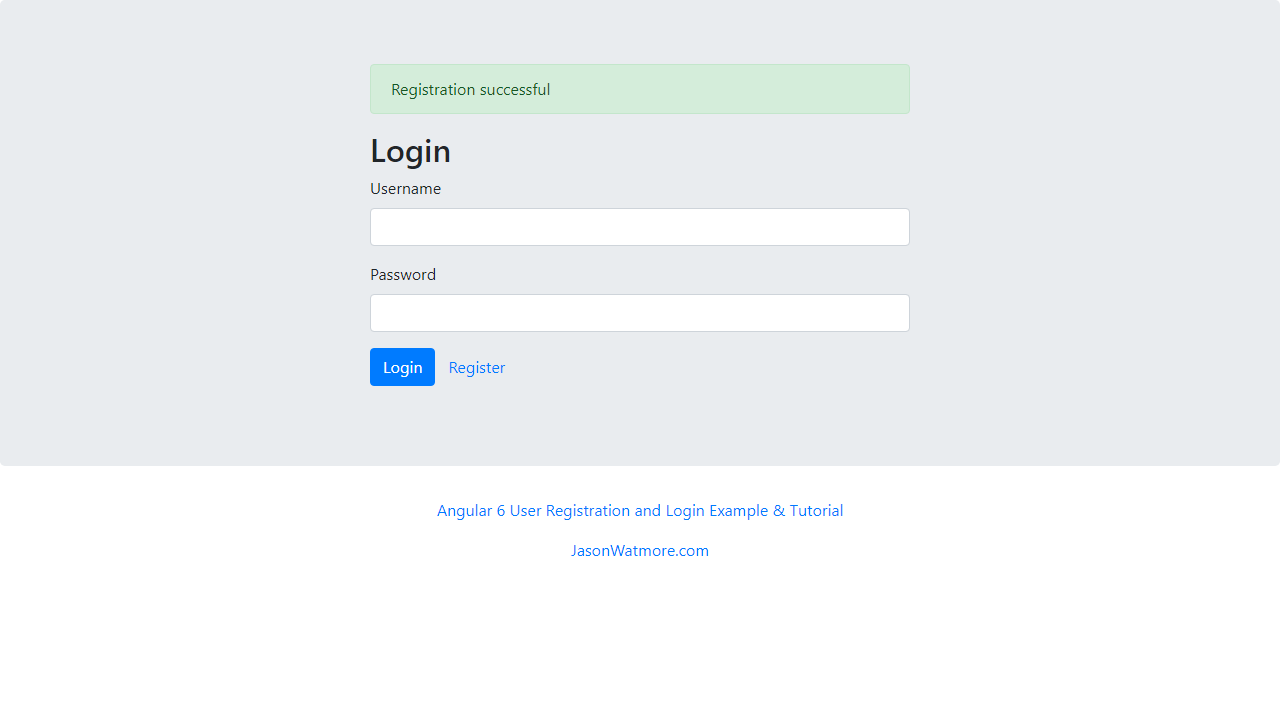 Registration successful
Login
Username
Password
Login Register
Angular 6 User Registration and Login Example & Tutorial
JasonWatmore.com